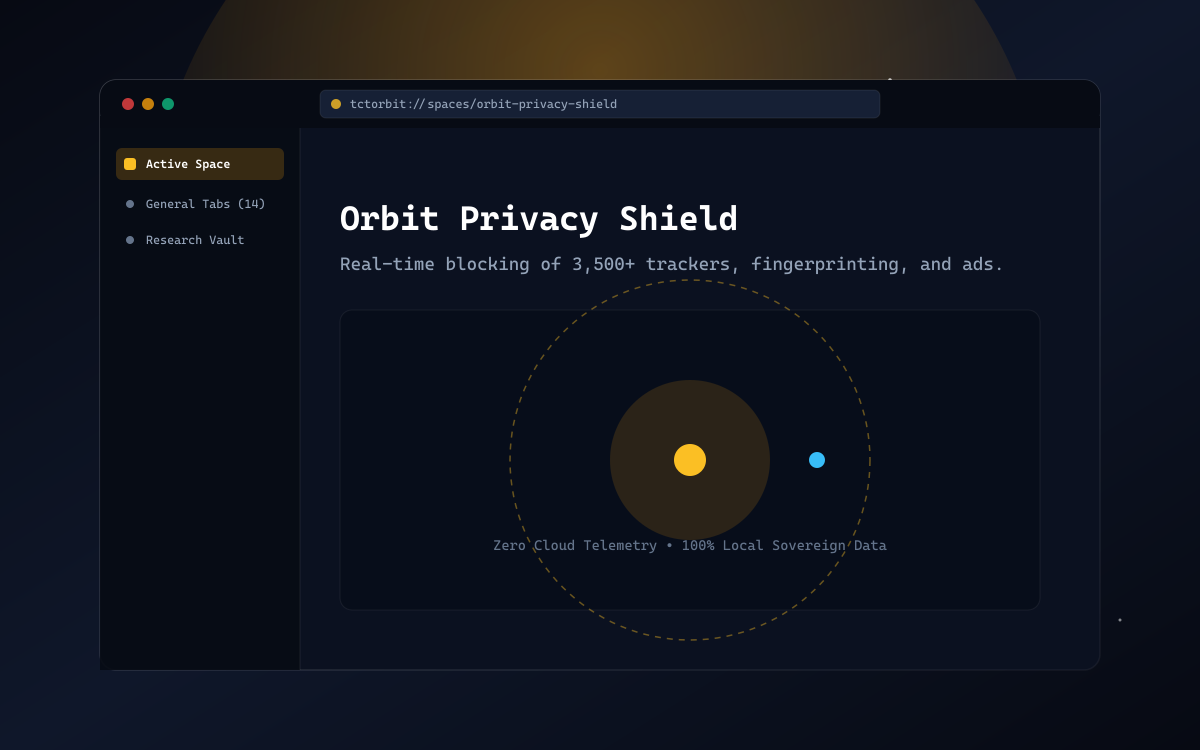 tctorbit://spaces/orbit-privacy-shield
Active Space
General Tabs (14)
Research Vault
Orbit Privacy Shield
Real-time blocking of 3,500+ trackers, fingerprinting, and ads.
Zero Cloud Telemetry • 100% Local Sovereign Data